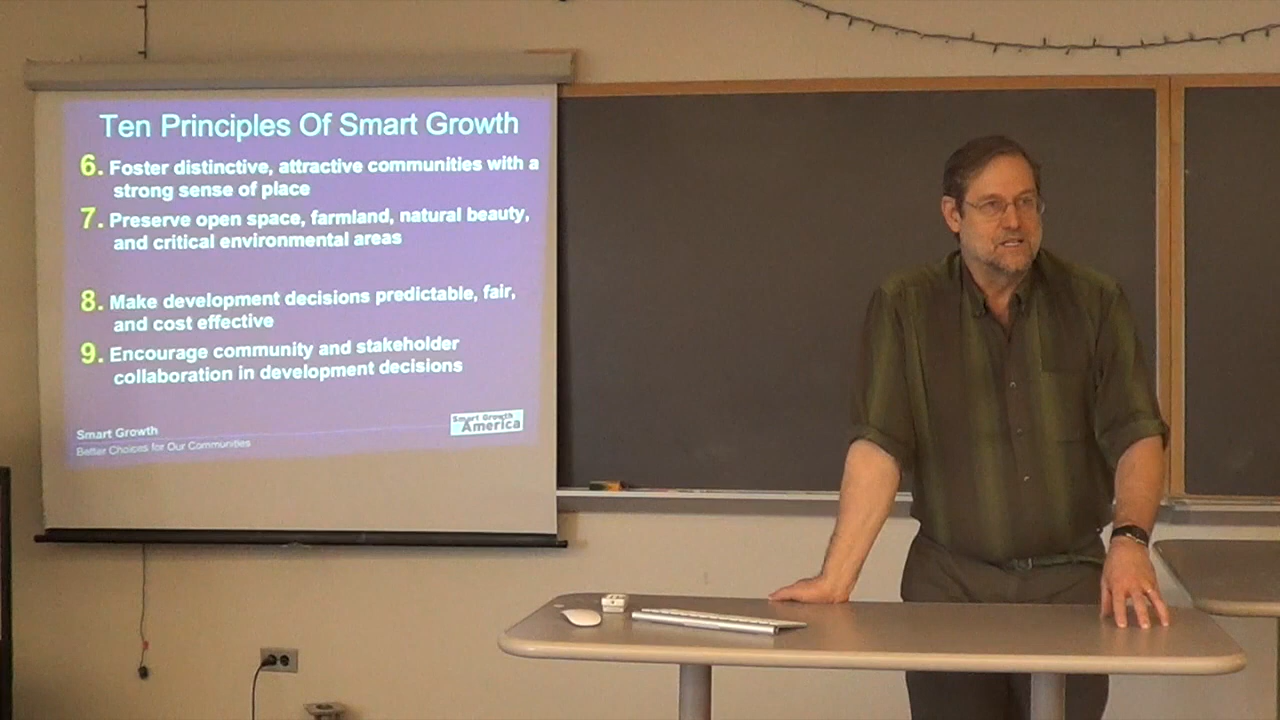 Ten Principles Of Smart Growth
6. Foster distinctive, attractive communities with a
strong sense of place
7. Preserve open space, farmland, natural beauty,
and critical environmental areas
8. Make development decisions predictable, fair,
and cost effective
9. Encourage community and stakeholder
collaboration in development decisions
Smart Growth
Better Choices for Our Communities
Smart Growth
America